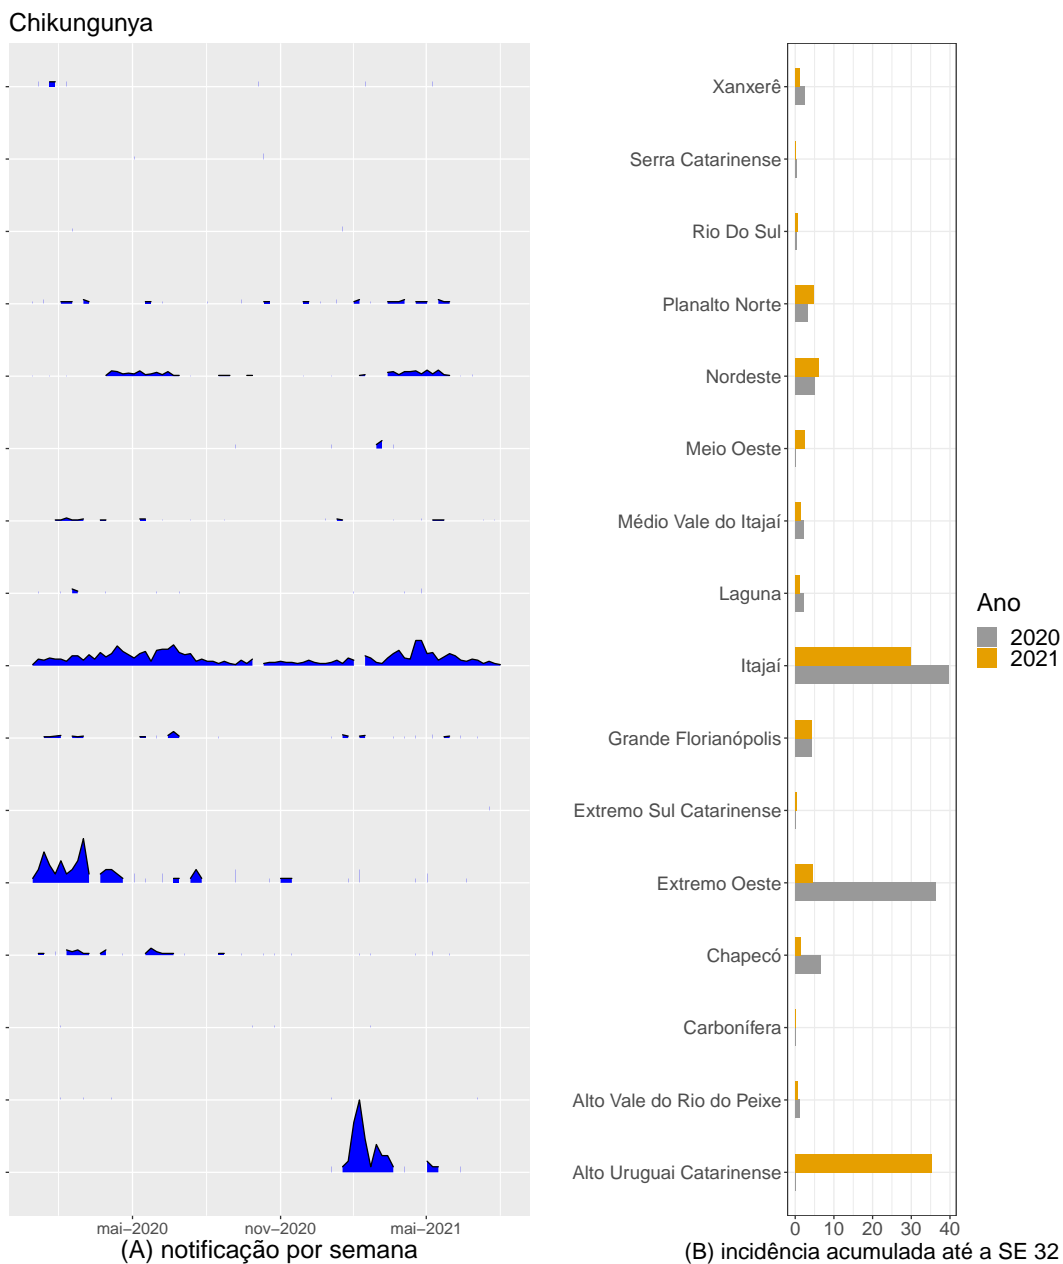 Chikungunya
Xanxerê
Serra Catarinense
Rio Do Sul
Planalto Norte
Nordeste
Meio Oeste
Médio Vale do Itajaí
Laguna
Itajaí
Grande Florianópolis
Extremo Sul Catarinense
Extremo Oeste
Chapecó
Carbonífera
Alto Vale do Rio do Peixe
Alto Uruguai Catarinense
Ano
2020
2021
mai–2020 nov–2020 mai–2021
(A) notificação por semana
0 10 20 30 40
(B) incidência acumulada até a SE 32